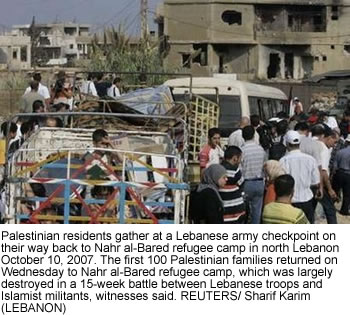 Palestinian residents gather at a Lebanese army checkpoint on
their way back to Nahr al-Bared refugee camp in north Lebanon
October 10, 2007. The first 100 Palestinian families returned on
Wednesday to Nahr al-Bared refugee camp, which was largely
destroyed in a 15-week battle between Lebanese troops and
Islamist militants, witnesses said. REUTERS/ Sharif Karim
(LEBANON)